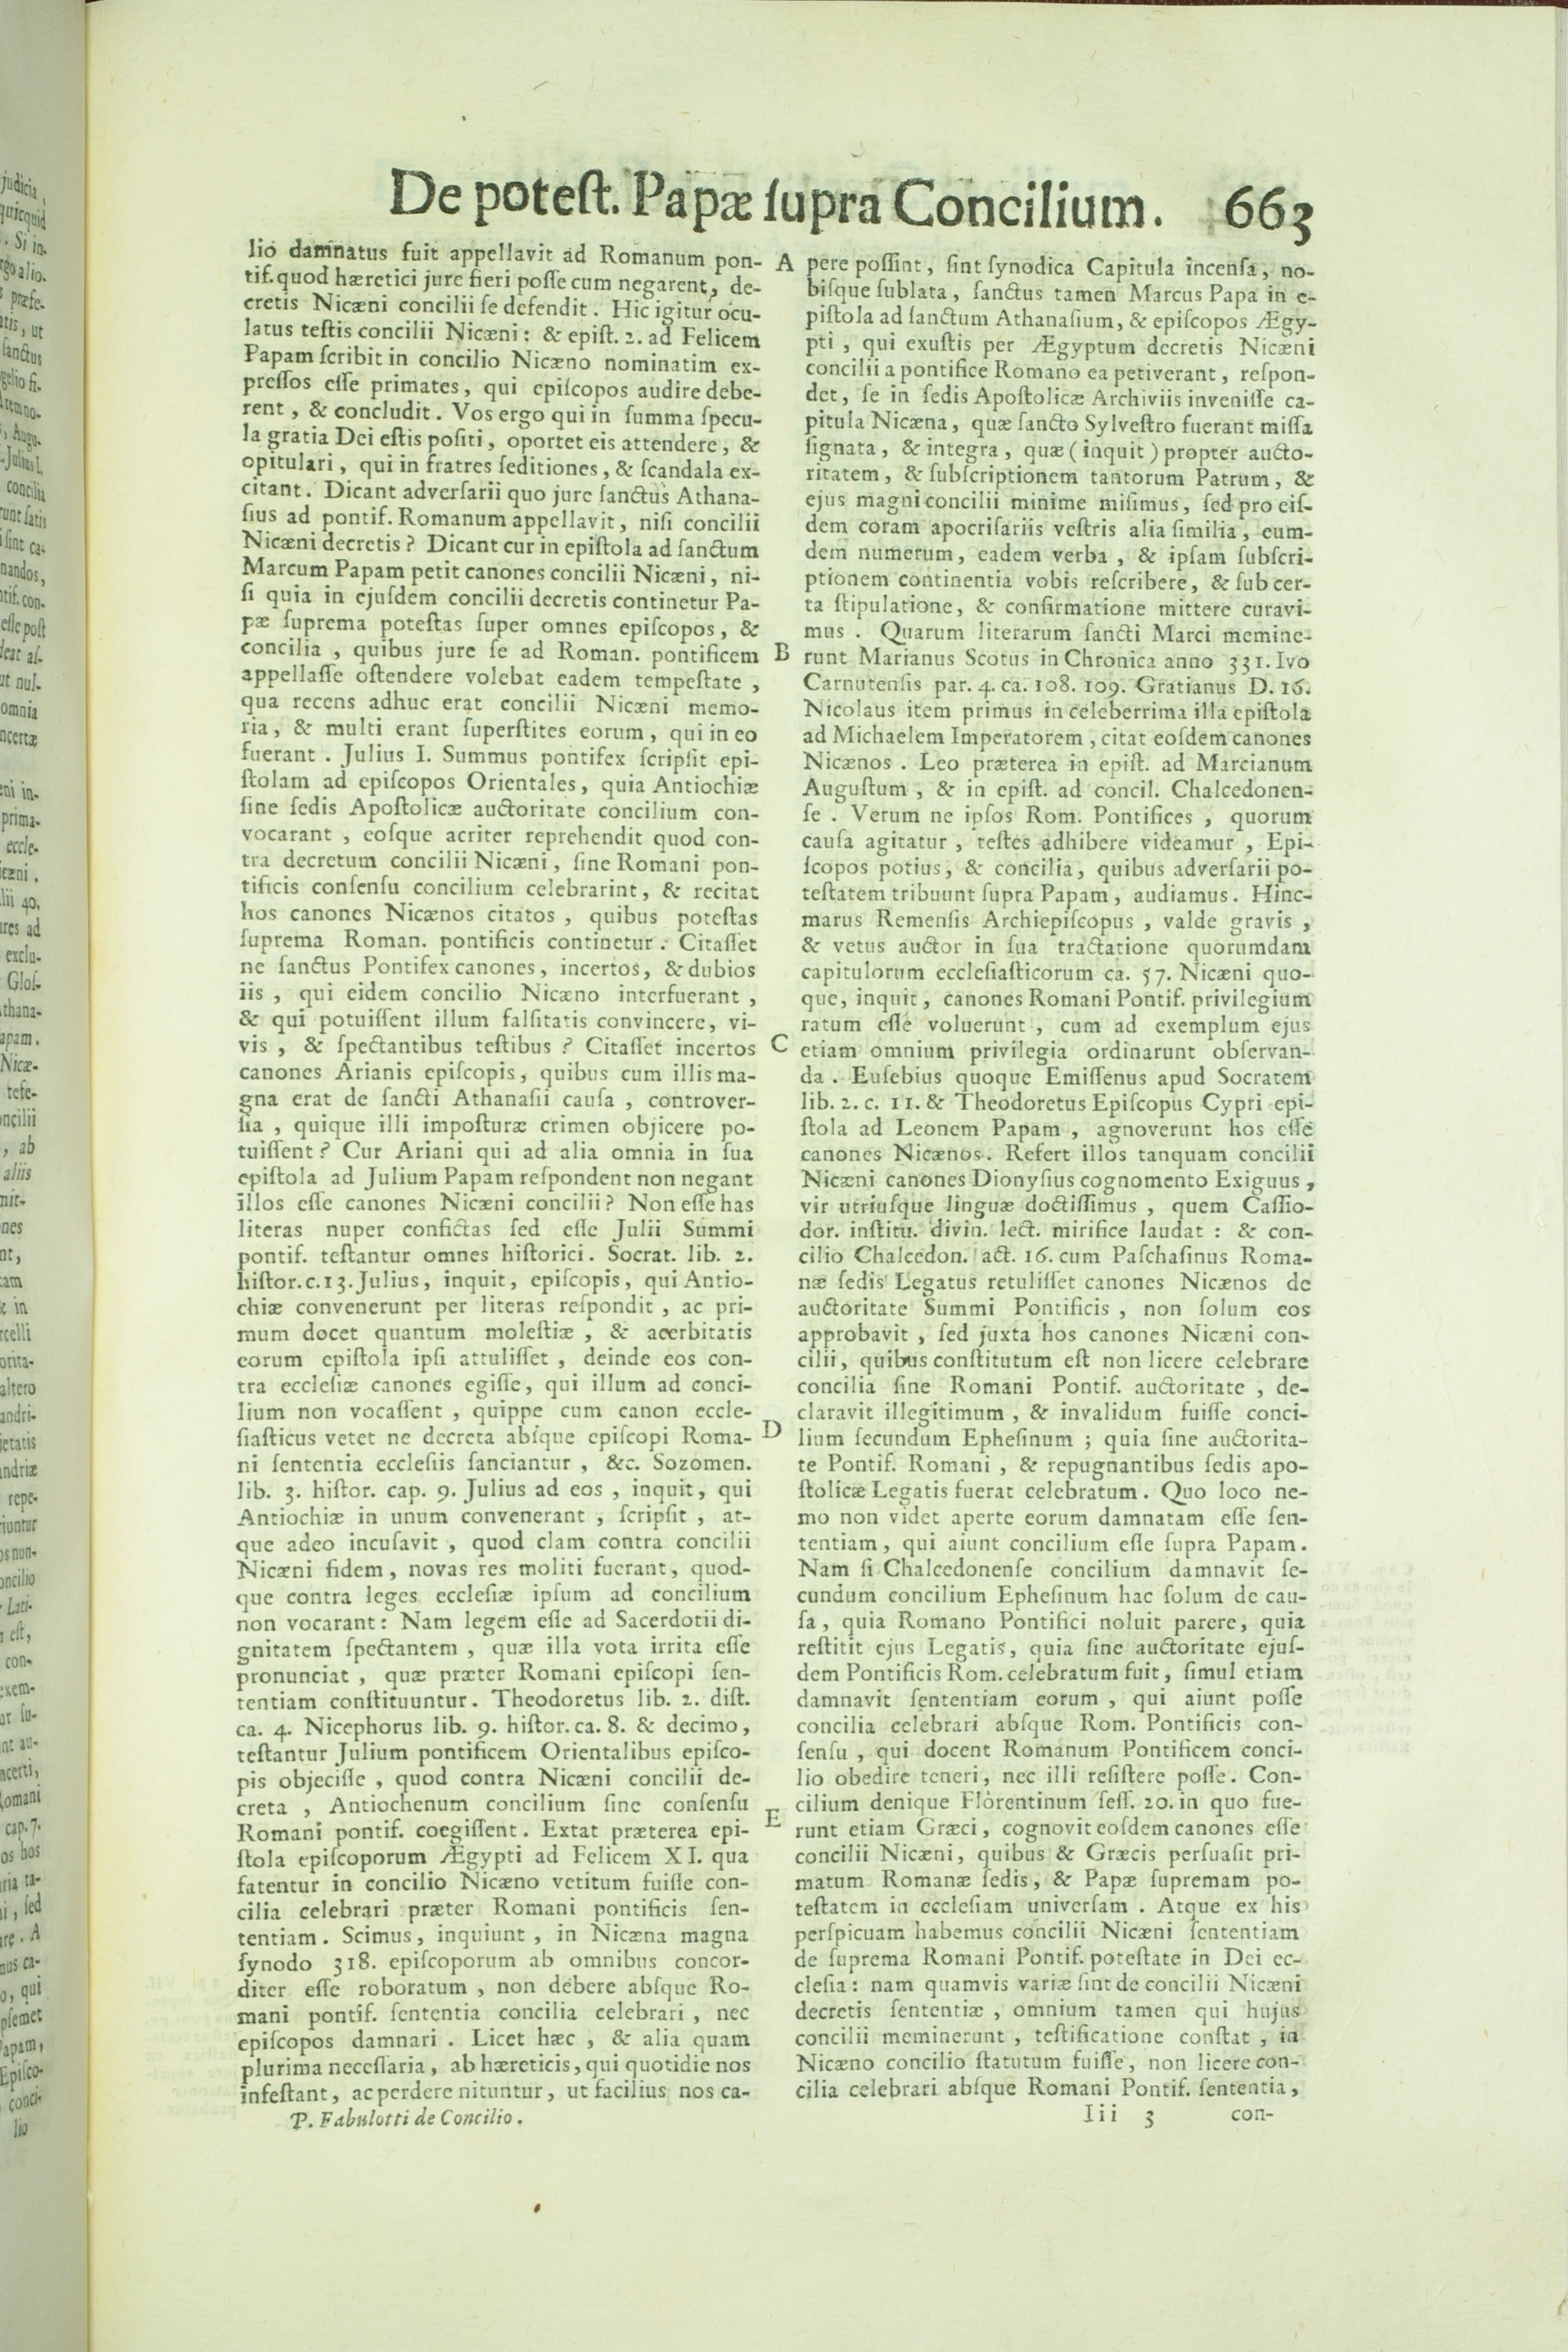 De poteſt. Papæ ſupra Concilium. 663
lio damnatus fuit appellavit ad Romanum pon-
tif. quod hæretici jure fieri poſſe cum negarent, de-
cretis Nicæni concilii ſe defendit. Hic igitur ocu-
latus teſtis concilii Nicæni: & epiſt. 2. ad Felicem
Papam ſcribit in concilio Nicæno nominatim ex-
preſſos eſſe primates, qui epiſcopos audire debe-
rent, & concludit. Vos ergo qui in ſumma ſpecu-
la gratia Dei eſtis poſiti, oportet eis attendere, &
opitulari, qui in fratres ſeditiones, & ſcandala ex-
citant. Dicant adverſarii quo jure ſanctus Athana-
ſius ad pontif. Romanum appellavit, niſi concilii
Nicæni decretis? Dicant cur in epiſtola ad ſanctum
Marcum Papam petit canones concilii Nicæni, ni-
ſi quia in ejuſdem concilii decretis continetur Pa-
pæ ſuprema poteſtas ſuper omnes epiſcopos, &
concilia, quibus jure ſe ad Roman. pontificem
appellaſſe oſtendere volebat eadem tempeſtate,
qua recens adhuc erat concilii Nicæni memo-
ria, & multi erant ſuperſtites eorum, qui in eo
fuerant. Julius I. Summus pontifex ſcripſit epi-
ſtolam ad epiſcopos Orientales, quia Antiochiæ
ſine ſedis Apoſtolicæ auctoritate concilium con-
vocarant, eoſque acriter reprehendit quod con-
tra decretum concilii Nicæni, ſine Romani pon-
tificis conſenſu concilium celebrarint, & recitat
hos canones Nicænos citatos, quibus poteſtas
ſuprema Roman. pontificis continetur. Citaſſet
ne ſanctus Pontifex canones, incertos, & dubios
iis, qui eidem concilio Nicæno interfuerant,
& qui potuiſſent illum falſitatis convincere, vi-
vis, & ſpectantibus teſtibus? Citaſſet incertos
canones Arianis epiſcopis, quibus cum illis ma-
gna erat de ſancti Athanaſii cauſa, controver-
ſia, quique illi impoſturæ crimen objicere po-
tuiſſent? Cur Ariani qui ad alia omnia in ſua
epiſtola ad Julium Papam reſpondent non negant
illos eſſe canones Nicæni concilii? Non eſſe has
literas nuper confictas ſed eſſe Julii Summi
pontif. teſtantur omnes hiſtorici. Socrat. lib. 2.
hiſtor. c. 13. Julius, inquit, epiſcopis, qui Antio-
chiæ convenerunt per literas reſpondit, ac pri-
mum docet quantum moleſtiæ, & acerbitatis
eorum epiſtola ipſi attuliſſet, deinde eos con-
tra eccleſiæ canones egiſſe, qui illum ad conci-
lium non vocaſſent, quippe cum canon eccle-
ſiaſticus vetet ne decreta abſque epiſcopi Roma-
ni ſententia eccleſiis ſanciantur, &c. Sozomen.
lib. 3. hiſtor. cap. 9. Julius ad eos, inquit, qui
Antiochiæ in unum convenerant, ſcripſit, at-
que adeo incuſavit, quod clam contra concilii
Nicæni fidem, novas res moliti fuerant, quod-
que contra leges eccleſiæ ipſum ad concilium
non vocarant: Nam legem eſſe ad Sacerdotii di-
gnitatem ſpectantem, quæ illa vota irrita eſſe
pronunciat, quæ præter Romani epiſcopi ſen-
tentiam conſtituuntur. Theodoretus lib. 2. diſt.
ca. 4. Nicephorus lib. 9. hiſtor. ca. 8. & decimo,
teſtantur Julium pontificem Orientalibus epiſco-
pis objeciſſe, quod contra Nicæni concilii de-
creta, Antiochenum concilium ſine conſenſu
Romani pontif. coegiſſent. Extat præterea epi-
ſtola epiſcoporum Ægypti ad Felicem XI. qua
fatentur in concilio Nicæno vetitum fuiſſe con-
cilia celebrari præter Romani pontificis ſen-
tentiam. Scimus, inquiunt, in Nicæna magna
ſynodo 318. epiſcoporum ab omnibus concor-
diter eſſe roboratum, non debere abſque Ro-
mani pontif. ſententia concilia celebrari, nec
epiſcopos damnari. Licet hæc, & alia quam
plurima neceſſaria, ab hæreticis, qui quotidie nos
infeſtant, ac perdere nituntur, ut facilius nos ca-
P. Fabulotti de Concilio.
A
B
C
D
E
pere poſſint, ſint ſynodica Capitula incenſa, no-
biſque ſublata, ſanctus tamen Marcus Papa in e-
piſtola ad ſanctum Athanaſium, & epiſcopos Ægy-
pti, qui exuſtis per Ægyptum decretis Nicæni
concilii a pontifice Romano ea petiverant, reſpon-
det, ſe in ſedis Apoſtolicæ Archiviis inveniſſe ca-
pitula Nicæna, quæ ſancto Sylveſtro fuerant miſſa
ſignata, & integra, quæ (inquit) propter aucto-
ritatem, & ſubſcriptionem tantorum Patrum, &
ejus magni concilii minime miſimus, ſed pro eiſ-
dem coram apocriſariis veſtris alia ſimilia, eum-
dem numerum, eadem verba, & ipſam ſubſcri-
ptionem continentia vobis reſcribere, & ſub cer-
ta ſtipulatione, & confirmatione mittere curavi-
mus. Quarum literarum ſancti Marci memine-
runt Marianus Scotus in Chronica anno 331. Ivo
Carnutenſis par. 4. ca. 108. 109. Gratianus D. 16.
Nicolaus item primus in celeberrima illa epiſtola
ad Michaelem Imperatorem, citat eoſdem canones
Nicænos. Leo præterea in epiſt. ad Marcianum
Auguſtum, & in epiſt. ad concil. Chalcedonen-
ſe. Verum ne ipſos Rom. Pontifices, quorum
cauſa agitatur, teſtes adhibere videamur, Epi-
ſcopos potius, & concilia, quibus adverſarii po-
teſtatem tribuunt ſupra Papam, audiamus. Hinc-
marus Remenſis Archiepiſcopus, valde gravis,
& vetus auctor in ſua tractatione quorumdam
capitulorum eccleſiaſticorum ca. 57. Nicæni quo-
que, inquit, canones Romani Pontif. privilegium
ratum eſſe voluerunt, cum ad exemplum ejus
etiam omnium privilegia ordinarunt obſervan-
da. Euſebius quoque Emiſſenus apud Socratem
lib. 2. c. 11. & Theodoretus Epiſcopus Cypri epi-
ſtola ad Leonem Papam, agnoverunt hos eſſe
canones Nicænos. Refert illos tanquam concilii
Nicæni canones Dionyſius cognomento Exiguus,
vir utriuſque linguæ doctiſſimus, quem Caſſio-
dor. inſtitu. divin. lect. mirifice laudat: & con-
cilio Chalcedon. act. 16. cum Paſchaſinus Roma-
næ ſedis Legatus retuliſſet canones Nicænos de
auctoritate Summi Pontificis, non ſolum eos
approbavit, ſed juxta hos canones Nicæni con-
cilii, quibus conſtitutum eſt non licere celebrare
concilia ſine Romani Pontif. auctoritate, de-
claravit illegitimum, & invalidum fuiſſe conci-
lium ſecundum Epheſinum; quia ſine auctorita-
te Pontif. Romani, & repugnantibus ſedis apo-
ſtolicæ Legatis fuerat celebratum. Quo loco ne-
mo non videt aperte eorum damnatam eſſe ſen-
tentiam, qui aiunt concilium eſſe ſupra Papam.
Nam ſi Chalcedonenſe concilium damnavit ſe-
cundum concilium Epheſinum hac ſolum de cau-
ſa, quia Romano Pontifici noluit parere, quia
reſtitit ejus Legatis, quia ſine auctoritate ejuſ-
dem Pontificis Rom. celebratum fuit, ſimul etiam
damnavit ſententiam eorum, qui aiunt poſſe
concilia celebrari abſque Rom. Pontificis con-
ſenſu, qui docent Romanum Pontificem conci-
lio obedire teneri, nec illi reſiſtere poſſe. Con-
cilium denique Florentinum ſeſſ. 20. in quo fue-
runt etiam Græci, cognovit eoſdem canones eſſe
concilii Nicæni, quibus & Græcis perſuaſit pri-
matum Romanæ ſedis, & Papæ ſupremam po-
teſtatem in eccleſiam univerſam. Atque ex his
perſpicuam habemus concilii Nicæni ſententiam
de ſuprema Romani Pontif. poteſtate in Dei ec-
cleſia: nam quamvis variæ ſint de concilii Nicæni
decretis ſententiæ, omnium tamen qui hujus
concilii meminerunt, teſtificatione conſtat, in
Nicæno concilio ſtatutum fuiſſe, non licere con-
cilia celebrari abſque Romani Pontif. ſententia,
Iii 3 con-